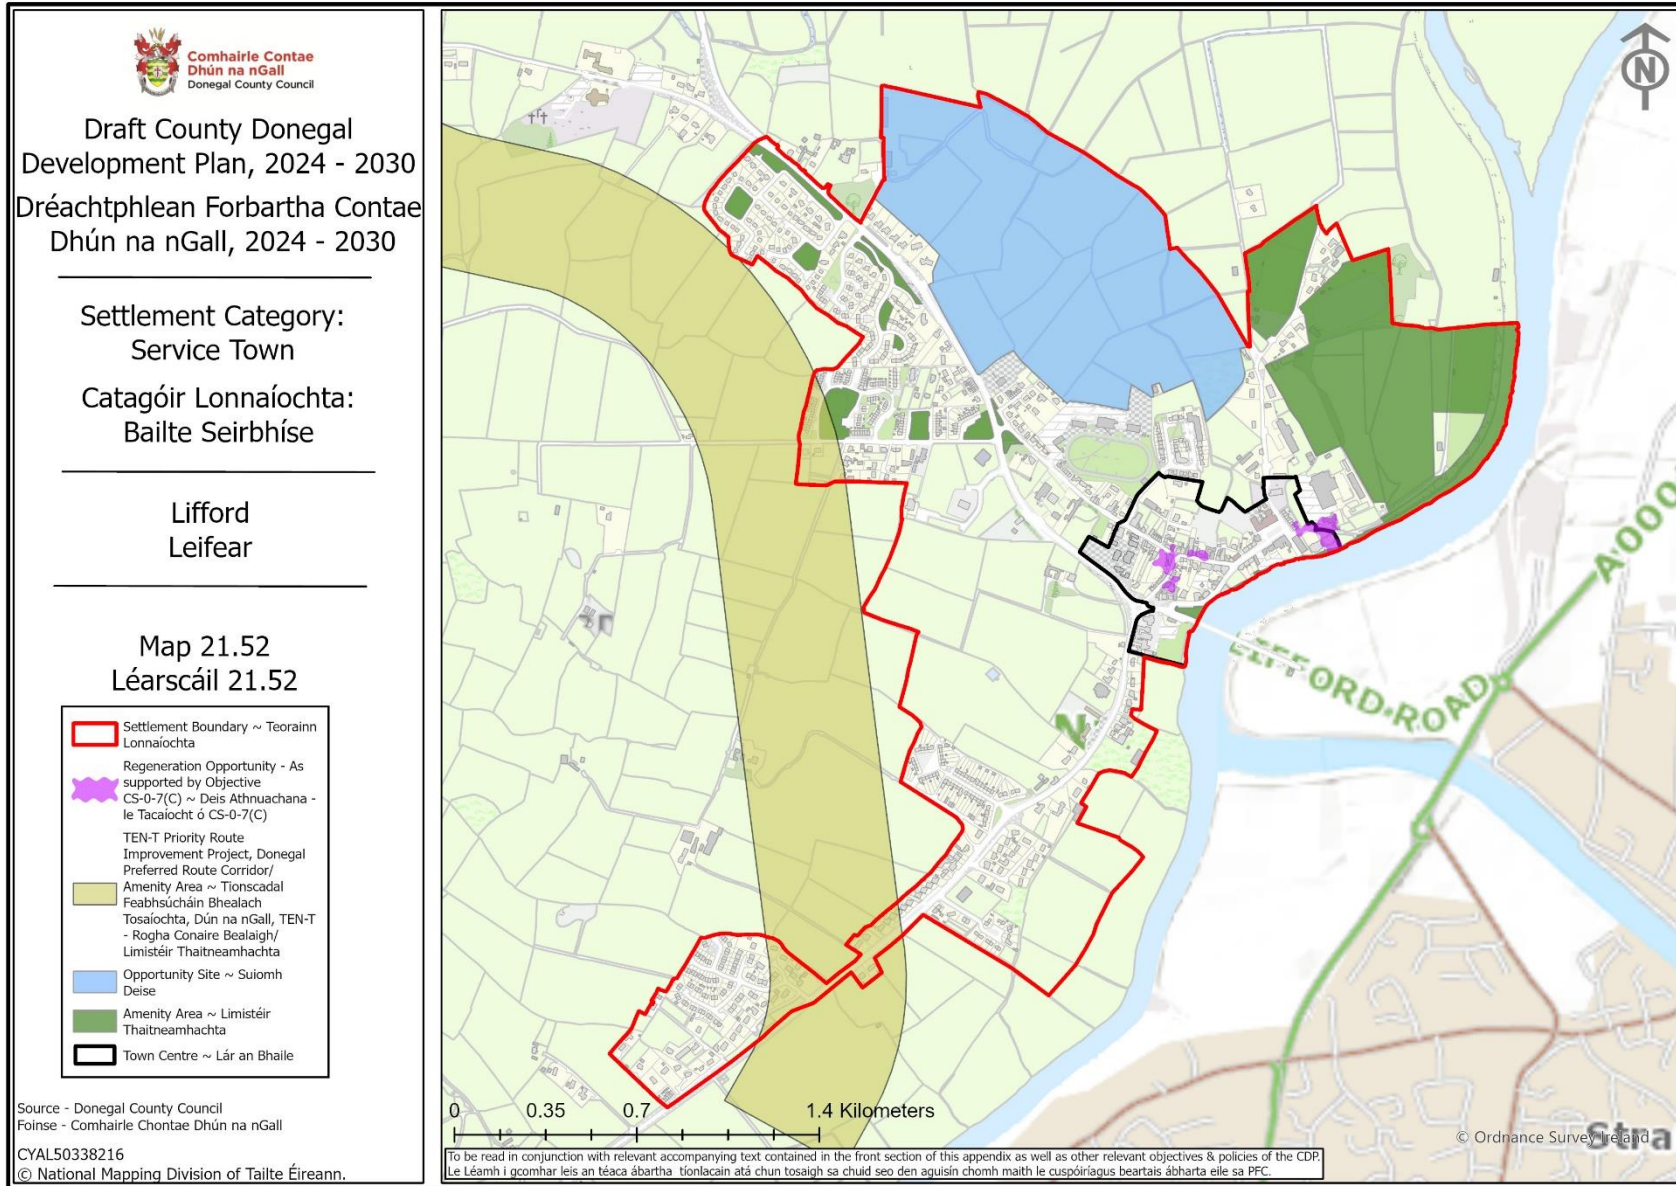 Comhairle Contae
Dhún na nGall
Donegal County Council
Draft County Donegal
Development Plan, 2024 - 2030
Dréachtphlean Forbartha Contae
Dhún na nGall, 2024 - 2030
Settlement Category:
Service Town
Catagóir Lonnaíochta:
Bailte Seirbhíse
Lifford
Leifear
Map 21.52
Léarscáil 21.52
Settlement Boundary ~ Teorainn
Lonnaíochta
Regeneration Opportunity - As
supported by Objective
CS-0-7(C) ~ Deis Athnuachana -
le Tacaíocht ó CS-0-7(C)
TEN-T Priority Route
Improvement Project, Donegal
Preferred Route Corridor/
Amenity Area ~ Tionscadal
Feabhsúcháin Bhealach
Tosaíochta, Dún na nGall, TEN-T
- Rogha Conaire Bealaigh/
Limistéir Thaitneamhachta
Opportunity Site ~ Suiomh
Deise
Amenity Area ~ Limistéir
Thaitneamhachta
Town Centre ~ Lár an Bhaile
Source - Donegal County Council
Foinse - Comhairle Chontae Dhún na nGall
CYAL50338216
© National Mapping Division of Tailte Éireann.
N
A000
LIFFORD ROAD
N
0 0.35 0.7 1.4 Kilometers
Stra
© Ordnance Survey Ireland
To be read in conjunction with relevant accompanying text contained in the front section of this appendix as well as other relevant objectives & policies of the CDP.
Le Léamh i gcomhar leis an téaca ábartha tíonlacain atá chun tosaigh sa chuid seo den aguisín chomh maith le cuspóiríagus beartais ábharta eile sa PFC.